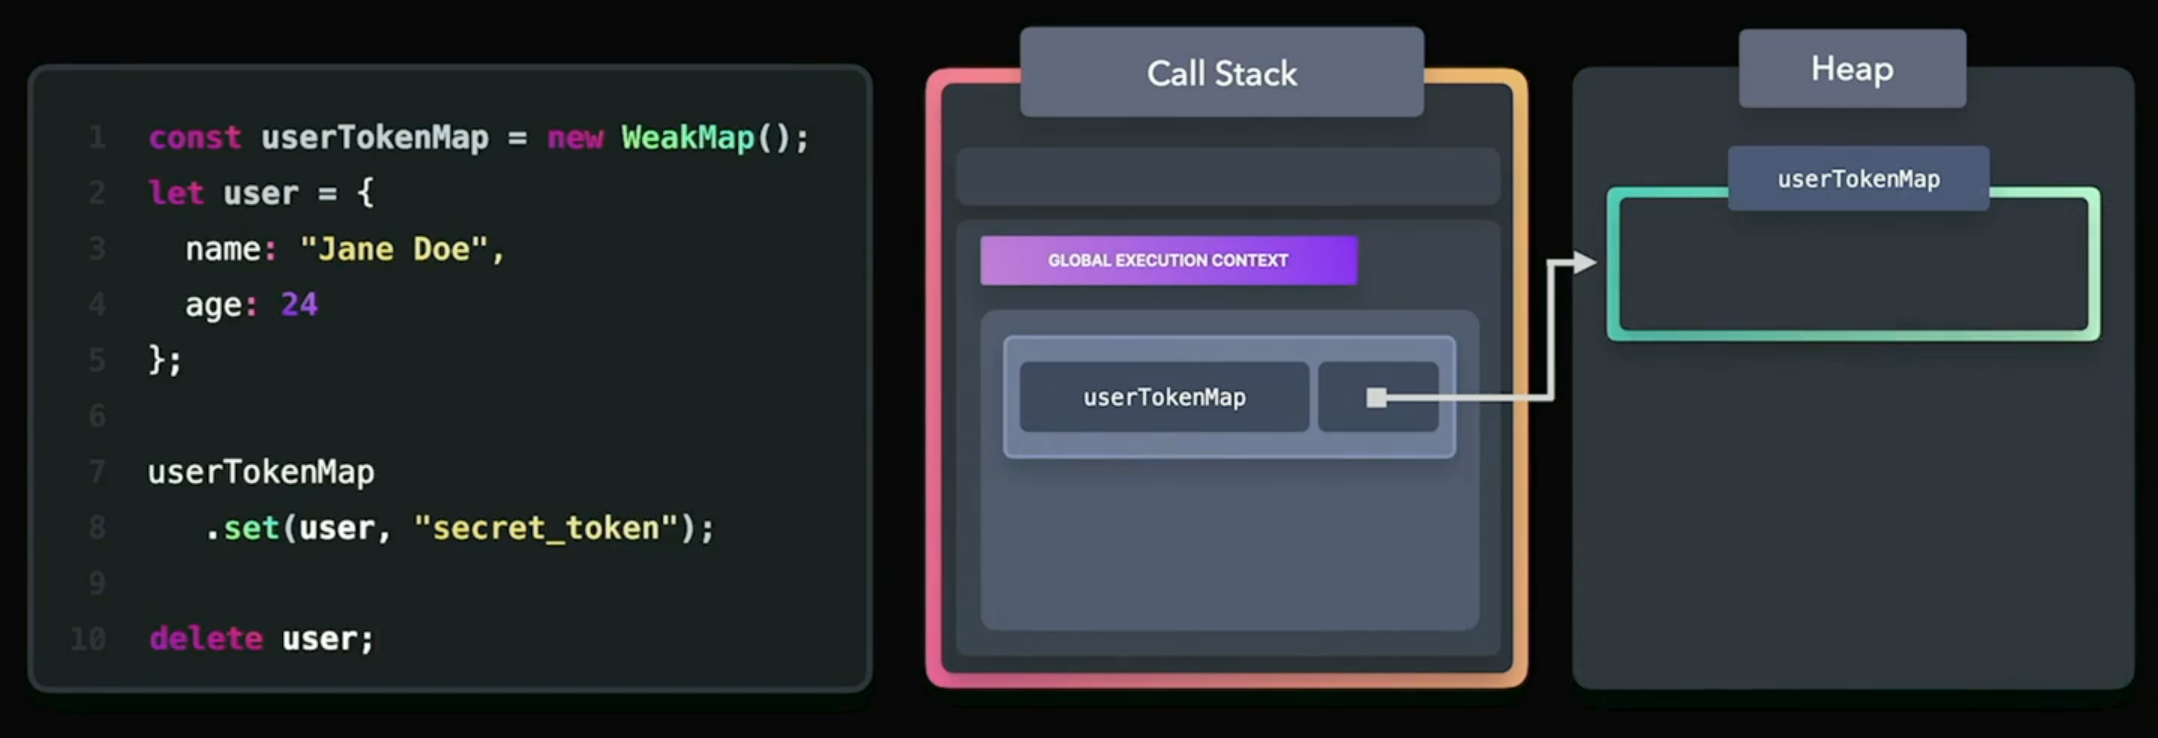 1 const userTokenMap = new WeakMap();
2 let user = {
3   name: "Jane Doe",
4   age: 24
5 };
6
7 userTokenMap
8    .set(user, "secret_token");
9
10 delete user;
Call Stack
GLOBAL EXECUTION CONTEXT
userTokenMap
Heap
userTokenMap